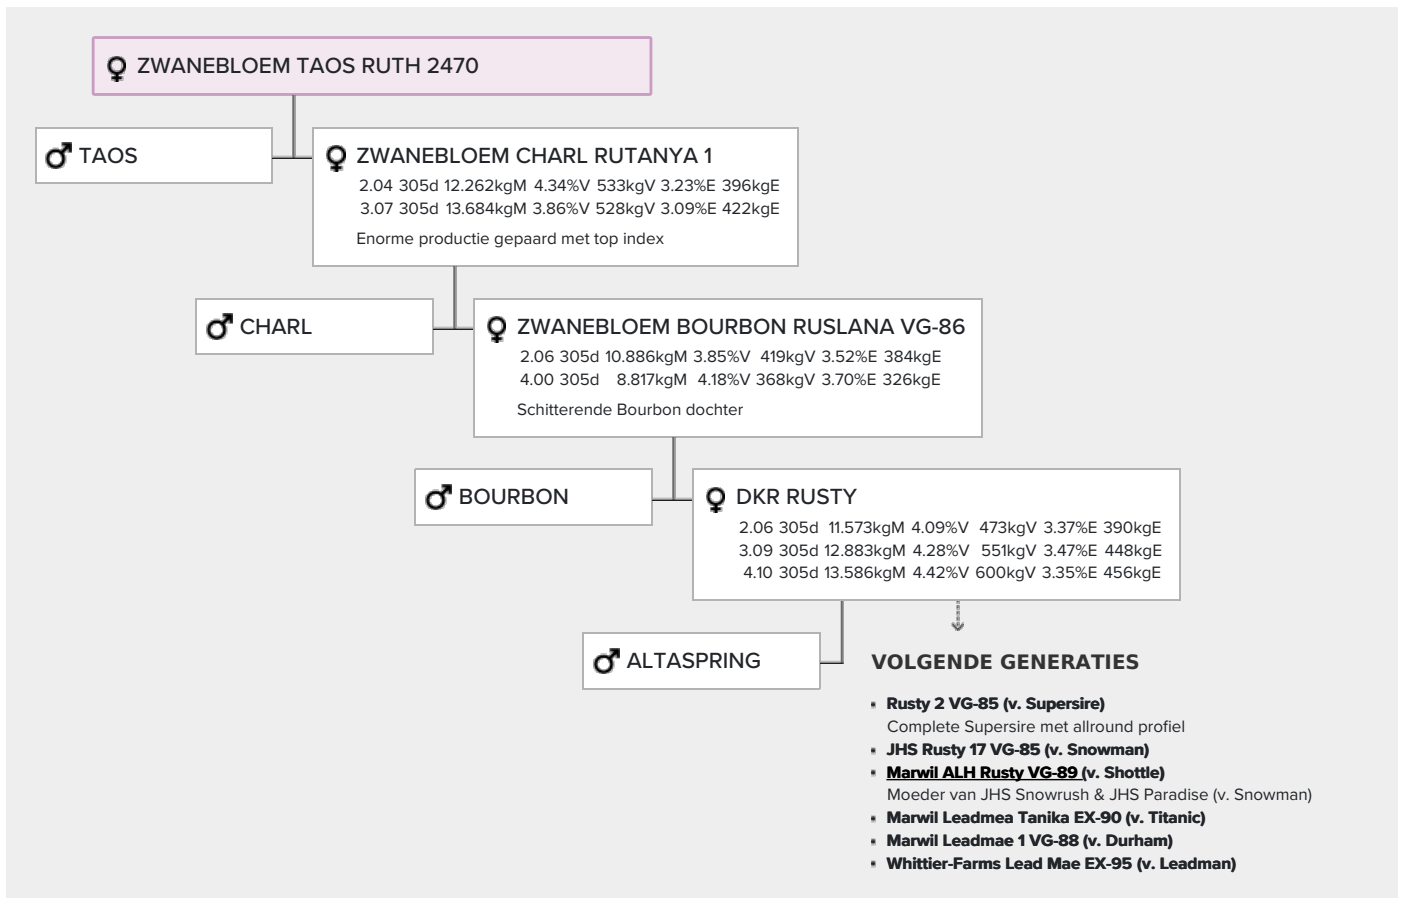 ZWANEBLOEM TAOS RUTH 2470
TAOS
ZWANEBLOEM CHARL RUTANYA 1
2.04 305d 12.262kgM 4.34%V 533kgV 3.23%E 396kgE
3.07 305d 13.684kgM 3.86%V 528kgV 3.09%E 422kgE
Enorme productie gepaard met top index
CHARL
ZWANEBLOEM BOURBON RUSLANA VG-86
2.06 305d 10.886kgM 3.85%V 419kgV 3.52%E 384kgE
4.00 305d 8.817kgM 4.18%V 368kgV 3.70%E 326kgE
Schitterende Bourbon dochter
BOURBON
DKR RUSTY
2.06 305d 11.573kgM 4.09%V 473kgV 3.37%E 390kgE
3.09 305d 12.883kgM 4.28%V 551kgV 3.47%E 448kgE
4.10 305d 13.586kgM 4.42%V 600kgV 3.35%E 456kgE
ALTASPRING
VOLGENDE GENERATIES
Rusty 2 VG-85 (v. Supersire)
Complete Supersire met allround profiel
JHS Rusty 17 VG-85 (v. Snowman)
Marwil ALH Rusty VG-89 (v. Shottle)
Moeder van JHS Snowrush & JHS Paradise (v. Snowman)
Marwil Leadmea Tanika EX-90 (v. Titanic)
Marwil Leadmae 1 VG-88 (v. Durham)
Whittier-Farms Lead Mae EX-95 (v. Leadman)